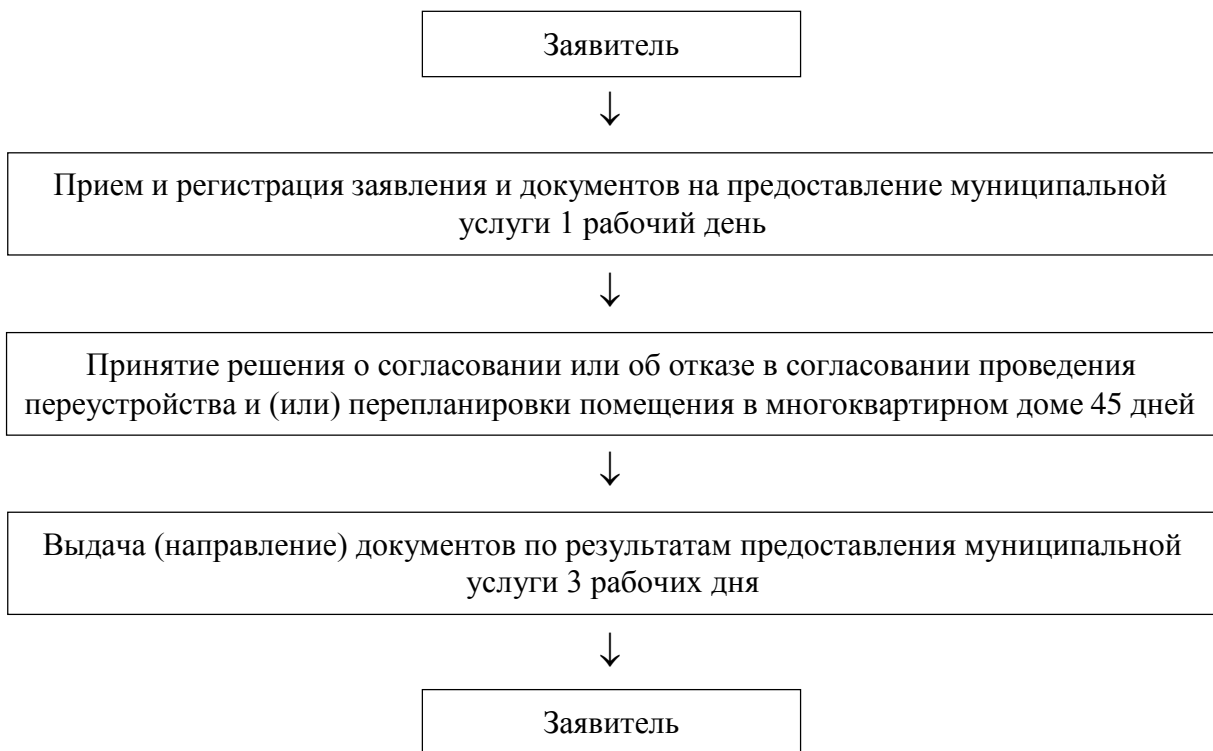 Заявитель
↓
Прием и регистрация заявления и документов на предоставление муниципальной
услуги 1 рабочий день
↓
Принятие решения о согласовании или об отказе в согласовании проведения
переустройства и (или) перепланировки помещения в многоквартирном доме 45 дней
↓
Выдача (направление) документов по результатам предоставления муниципальной
услуги 3 рабочих дня
↓
Заявитель